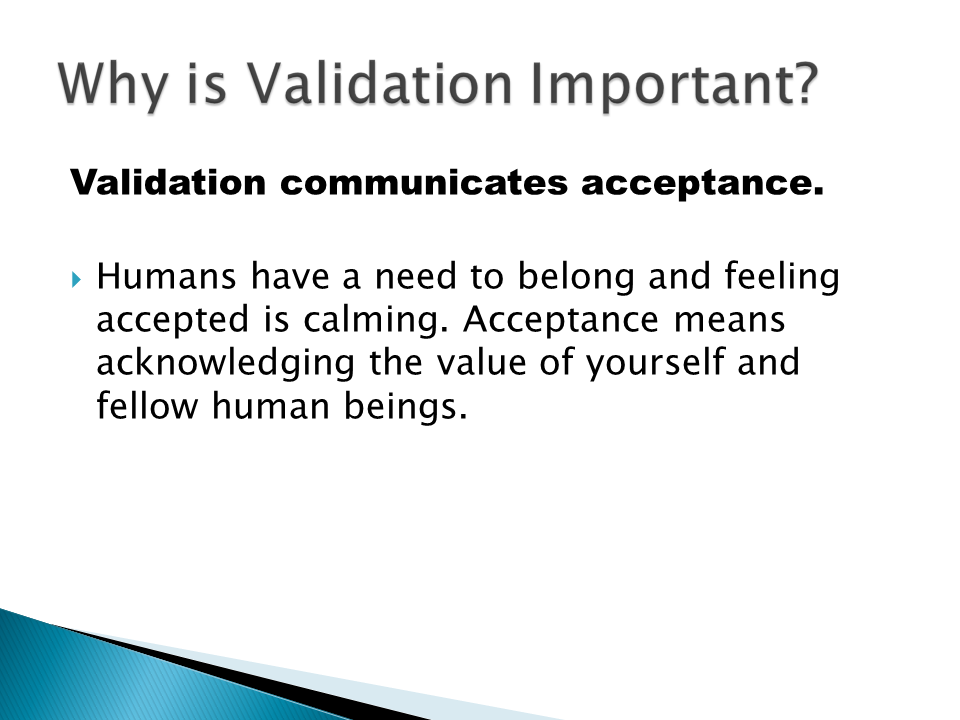 Why is Validation Important?
Validation communicates acceptance.
Humans have a need to belong and feeling
accepted is calming. Acceptance means
acknowledging the value of yourself and
fellow human beings.